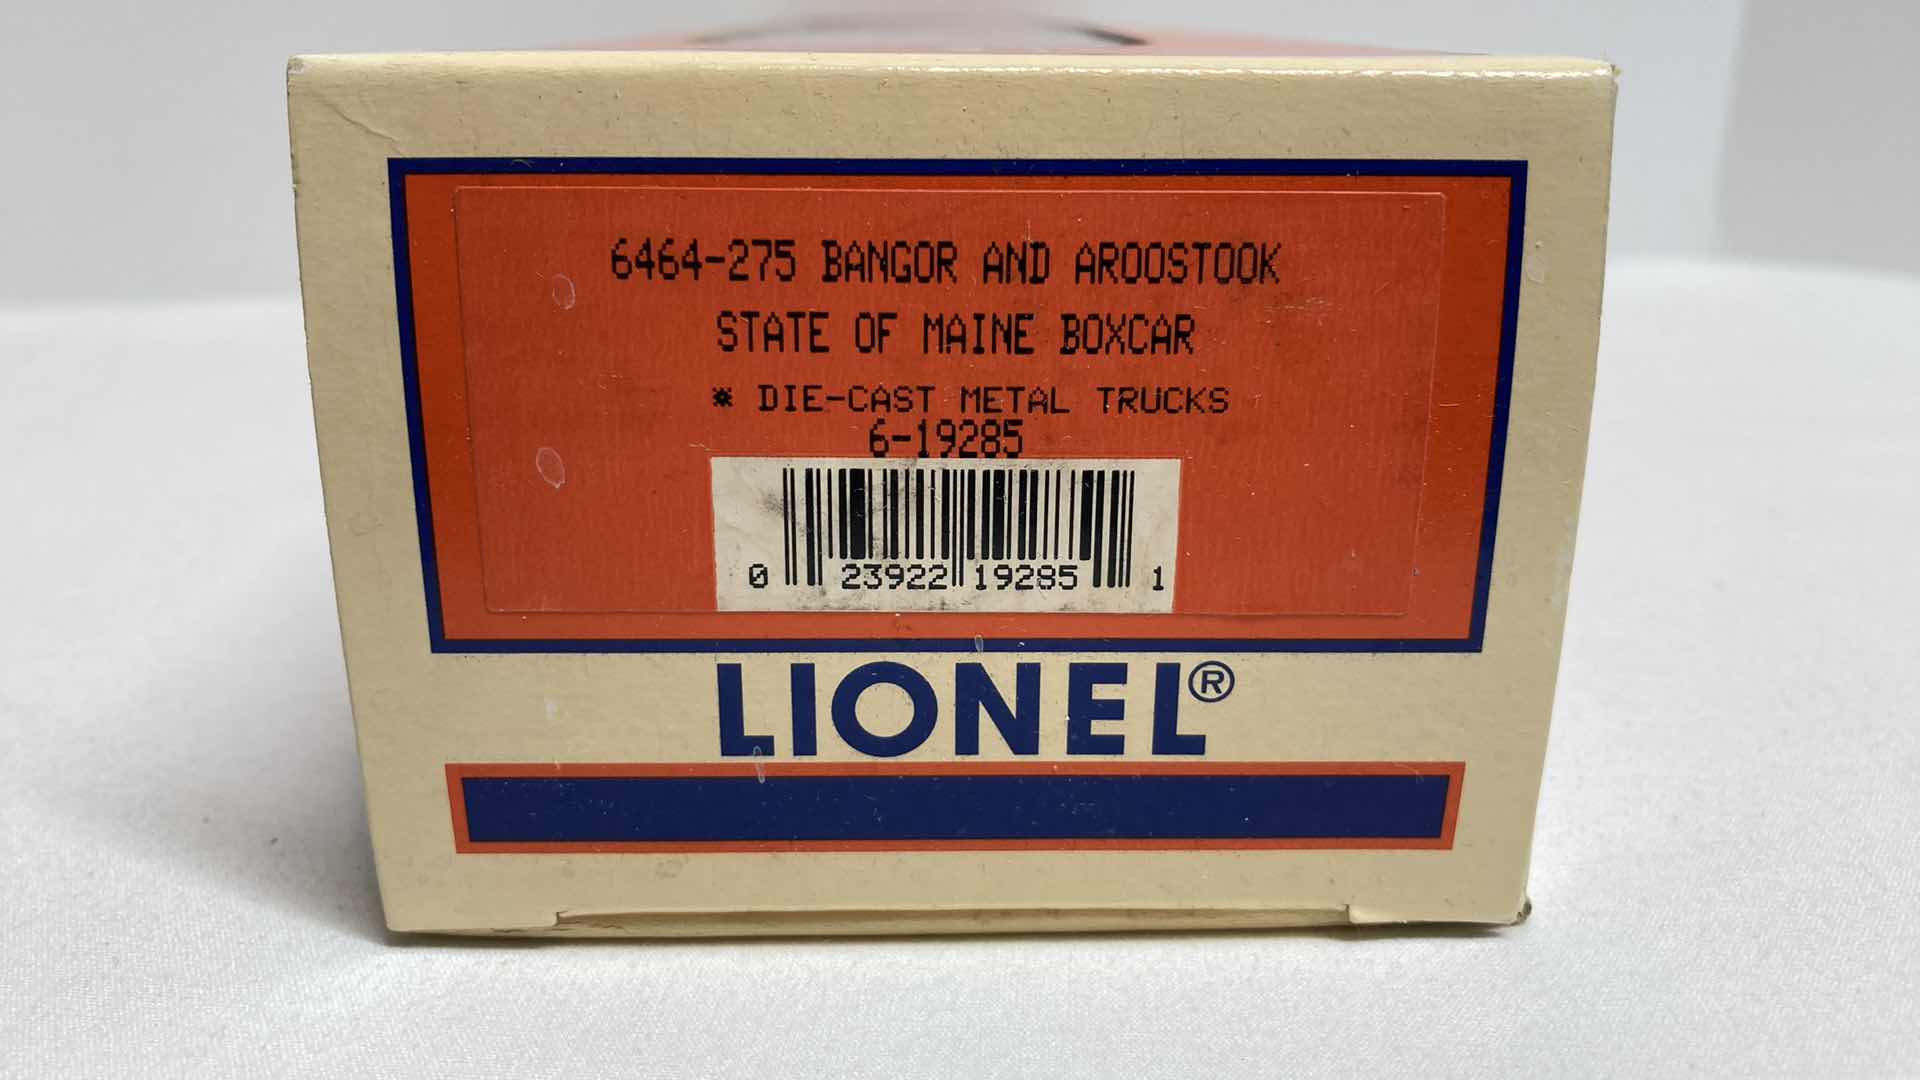 6464-275 BANGOR AND AROOSTOOK
STATE OF MAINE BOXCAR
* DIE-CAST METAL TRUCKS
6-19285
0 23922 19285 1
LIONEL®